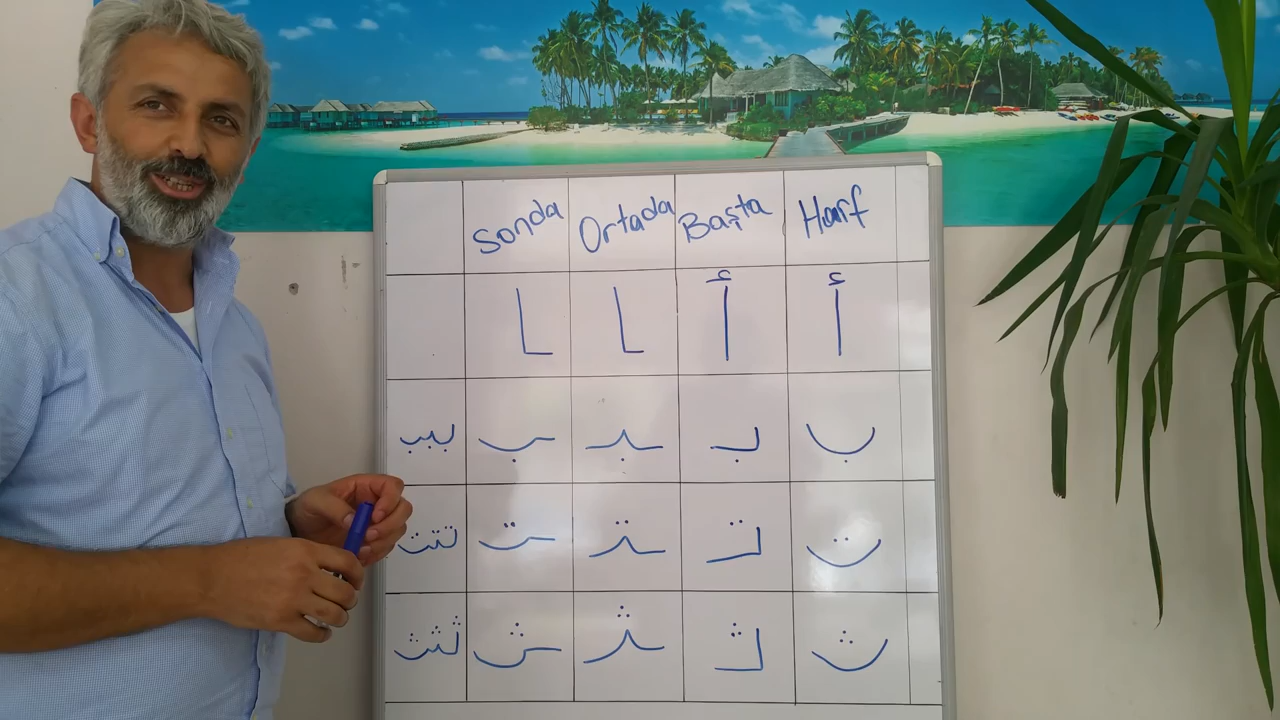 Sonda Ortada Başta Harf
ـا ـا أ أ
ببب ـب ـبـ بـ ب
تتت ـت ـتـ تـ ت
ثثث ـث ـثـ ثـ ث